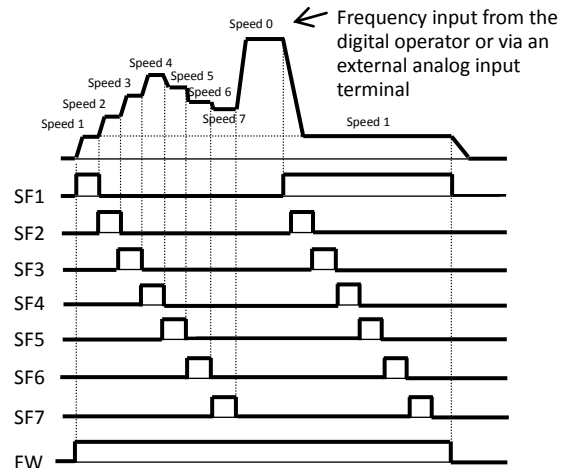 Speed 0
Frequency input from the
digital operator or via an
external analog input
terminal
Speed 4
Speed 5
Speed 3
Speed 6
Speed 2
Speed 7
Speed 1
Speed 1
SF1
SF2
SF3
SF4
SF5
SF6
SF7
FW